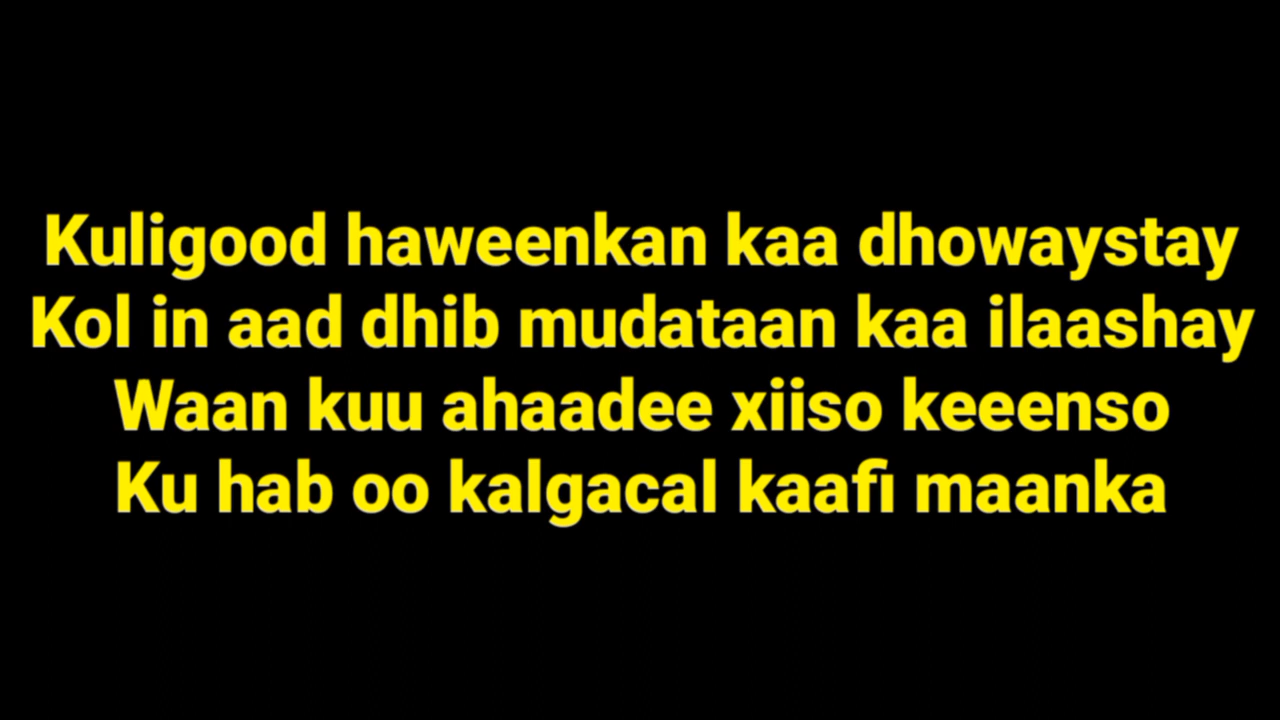 Kuligood haweenkan kaa dhowaystay
Kol in aad dhib mudataan kaa ilaashay
Waan kuu ahaadee xiiso keeenso
Ku hab oo kalgacal kaafi maanka